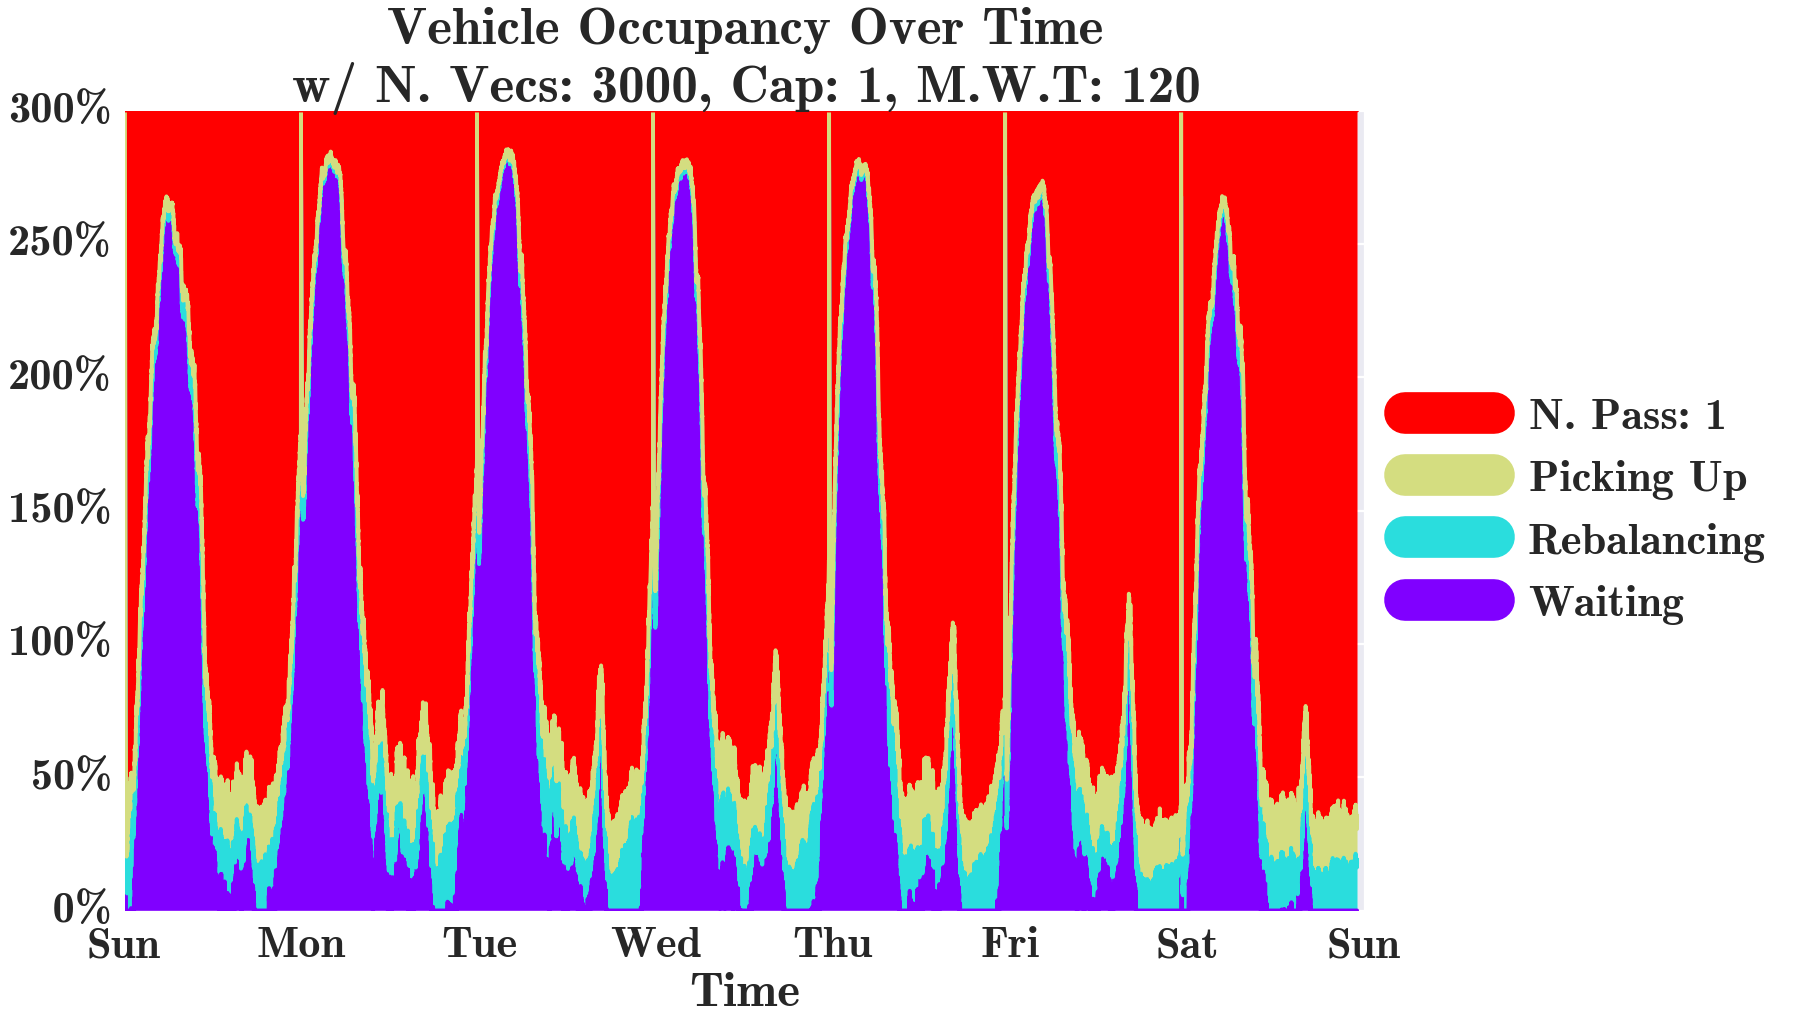 Vehicle Occupancy Over Time
w/ N. Vecs: 3000, Cap: 1, M.W.T: 120
300%
250%
200%
150%
100%
50%
0%
Sun Mon Tue Wed Thu Fri Sat Sun
Time
N. Pass: 1
Picking Up
Rebalancing
Waiting